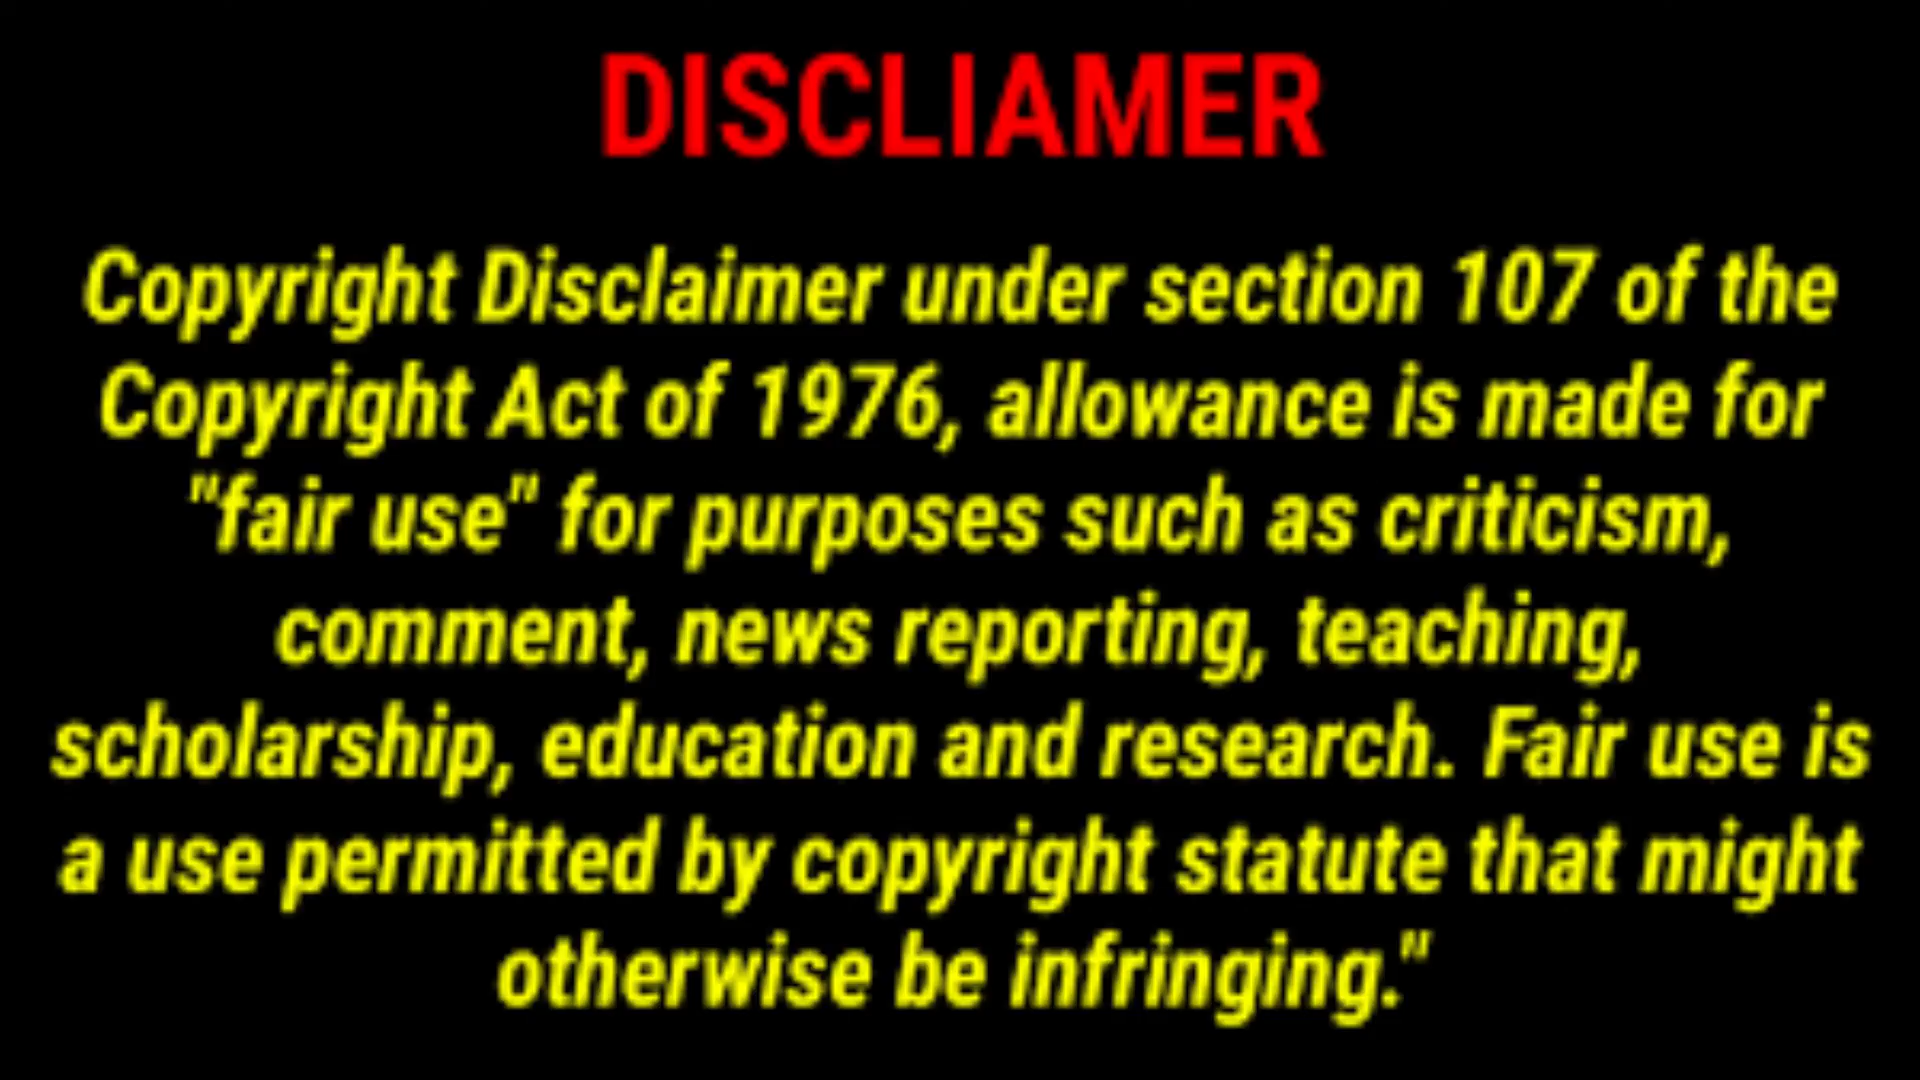 DISCLIAMER
Copyright Disclaimer under section 107 of the
Copyright Act of 1976, allowance is made for
"fair use" for purposes such as criticism,
comment, news reporting, teaching,
scholarship, education and research. Fair use is
a use permitted by copyright statute that might
otherwise be infringing."